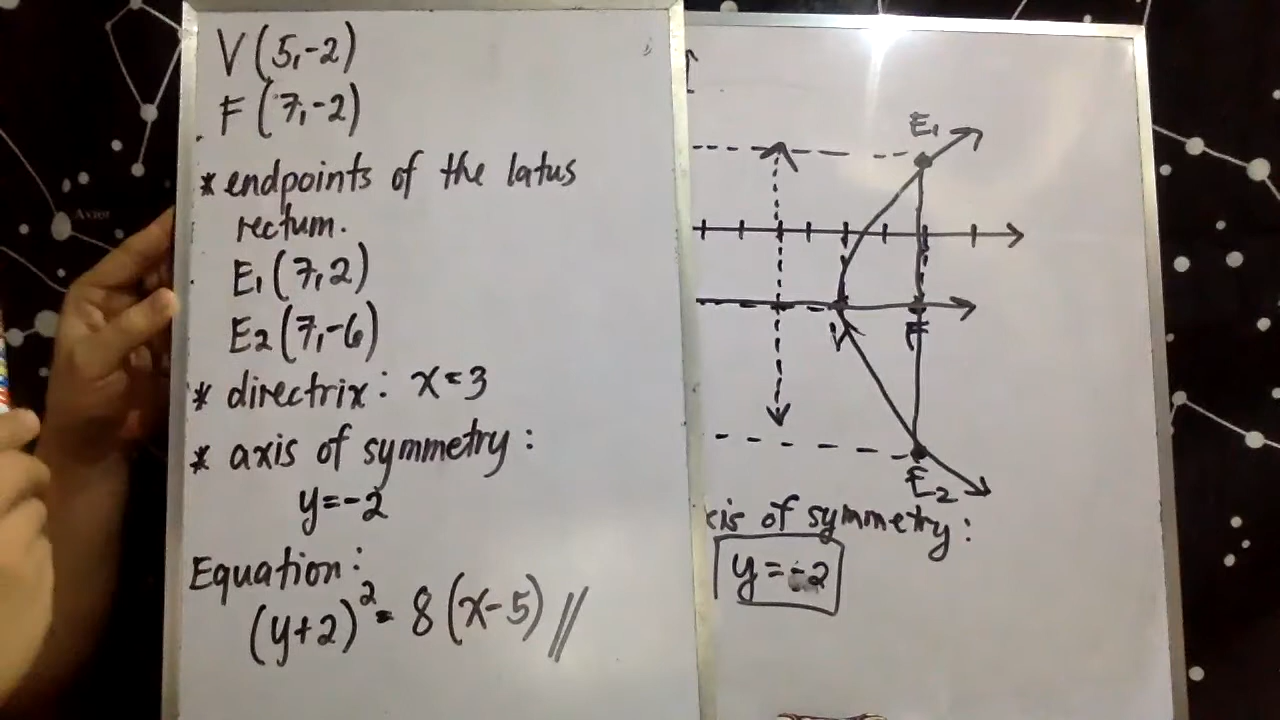 V(5,-2)
F(7,-2)
* endpoints of the latus
rectum.
E₁(7,2)
E₂(7,-6)
* directrix: x=3
* axis of symmetry:
y=-2
Equation:
(y+2)²=8(x-5)//
Avior
E₁
V
F
E₂
xis of symmetry:
y=-2